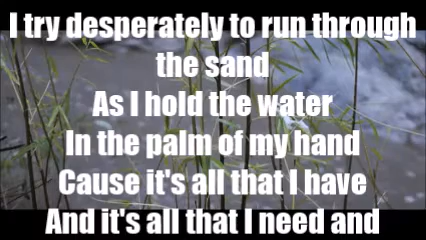 I try desperately to run through
the sand
As I hold the water
In the palm of my hand
Cause it's all that I have
And it's all that I need and